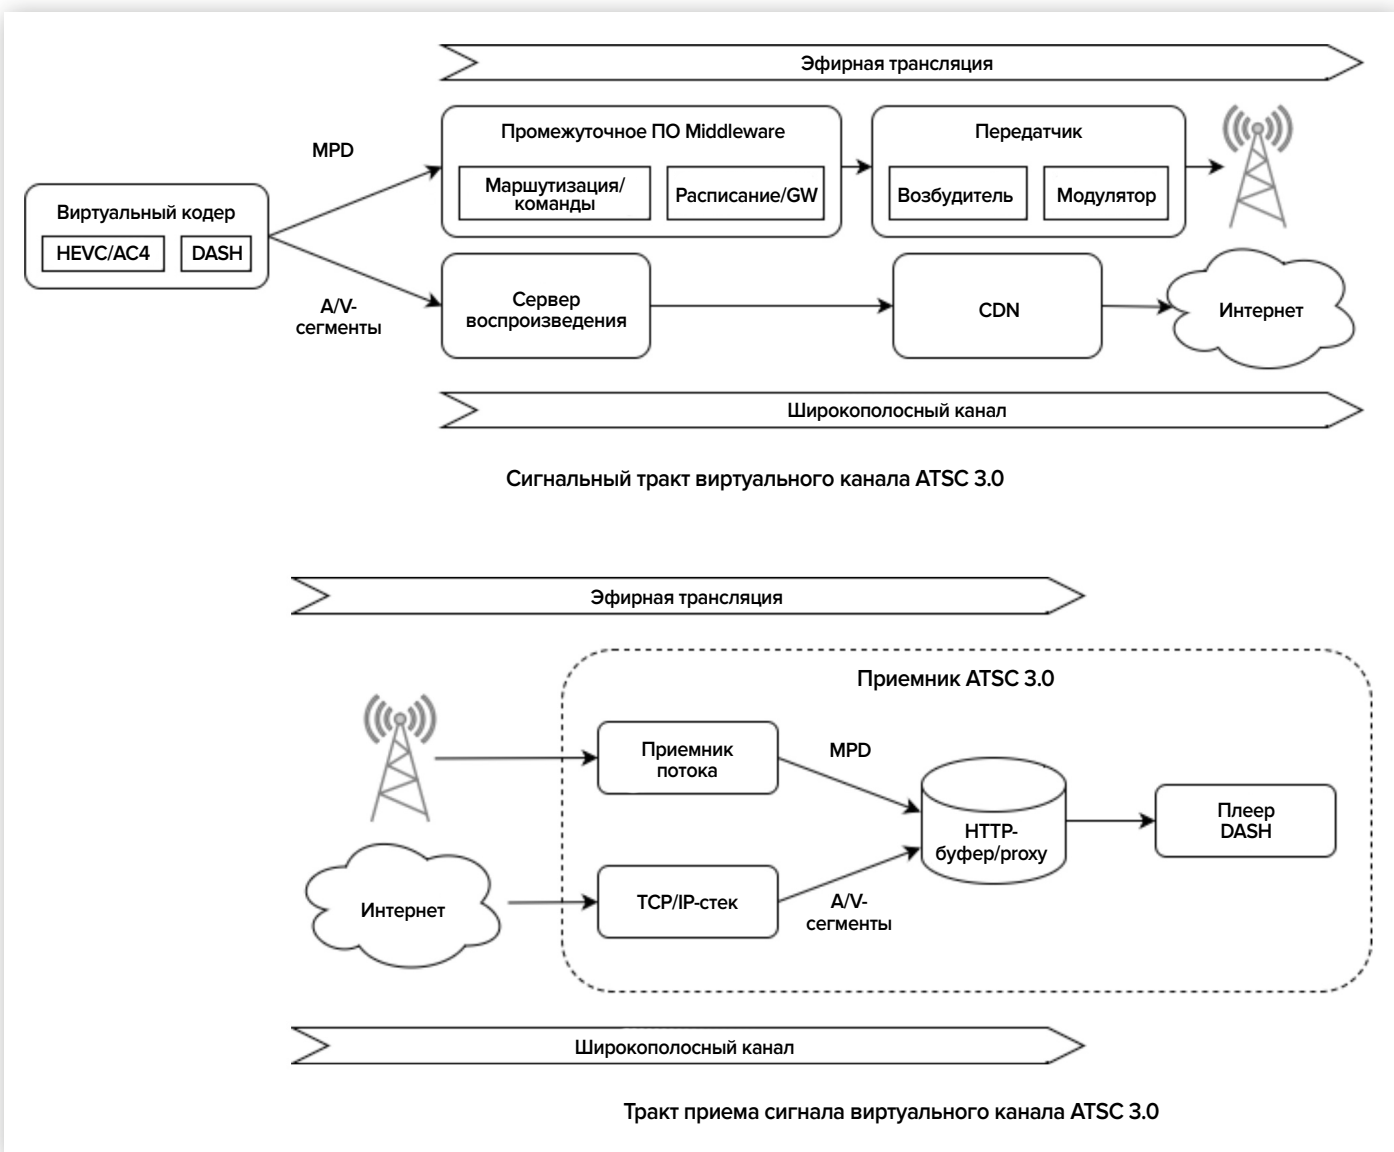 Эфирная трансляция
Промежуточное ПО Middleware
Маршутизация/
команды
Расписание/GW
Передатчик
Возбудитель
Модулятор
MPD
Виртуальный кодер
HEVC/AC4
DASH
A/V-
сегменты
Сервер
воспроизведения
CDN
Интернет
Широкополосный канал
Сигнальный тракт виртуального канала ATSC 3.0
Эфирная трансляция
Приемник ATSC 3.0
Приемник
потока
MPD
HTTP-
буфер/proxy
Плеер
DASH
Интернет
TCP/IP-стек
A/V-
сегменты
Широкополосный канал
Тракт приема сигнала виртуального канала ATSC 3.0